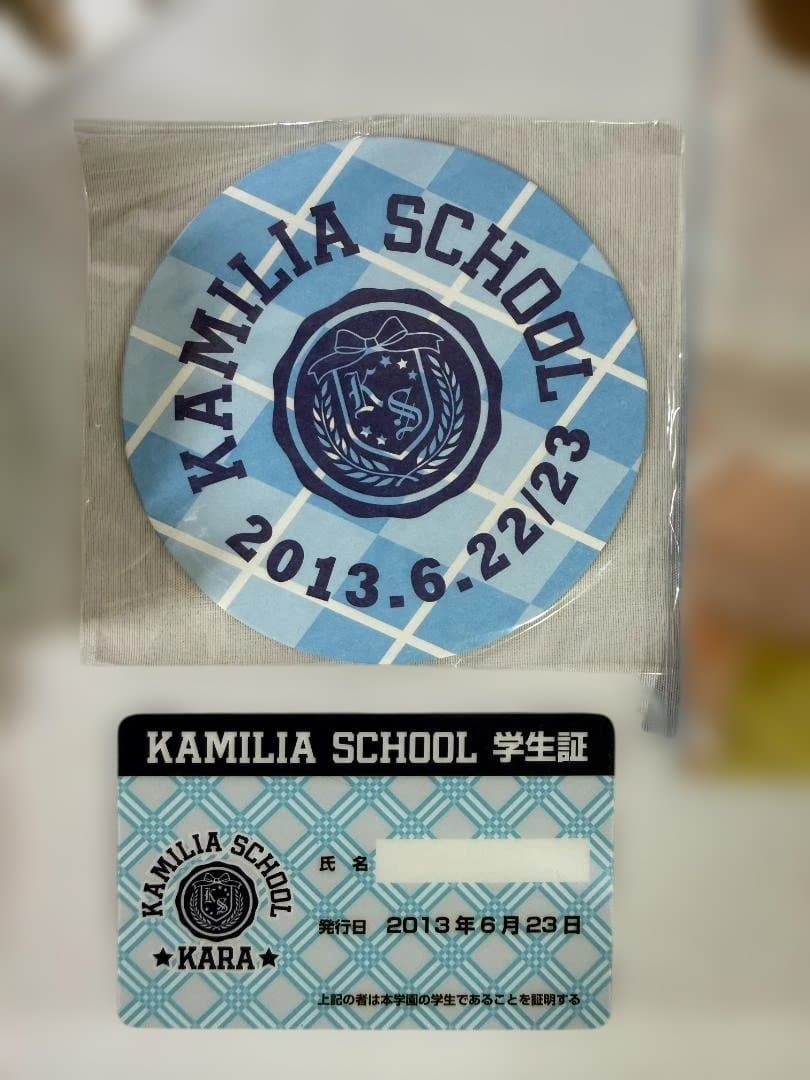 KAMILIA SCHOOL
KS
2013.6.22/23
KAMILIA SCHOOL 学生証
KAMILIA SCHOOL
KS
★KARA★
氏 名
発行日 2013年6月23日
上記の者は本学園の学生であることを証明する